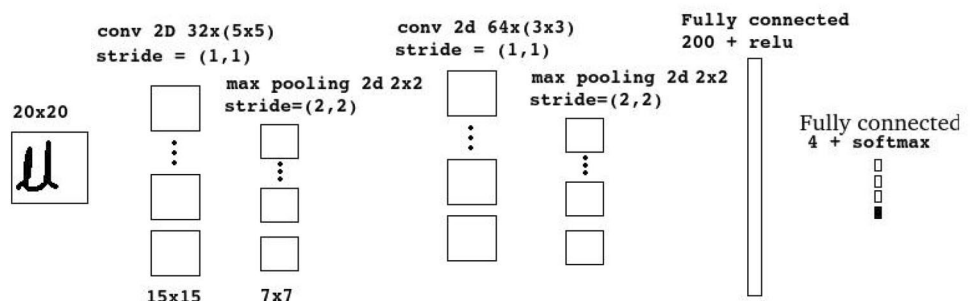 20x20
conv 2D 32x(5x5)
stride = (1,1)
15x15
max pooling 2d 2x2
stride=(2,2)
7x7
conv 2d 64x(3x3)
stride = (1,1)
max pooling 2d 2x2
stride=(2,2)
Fully connected
200 + relu
Fully connected
4 + softmax